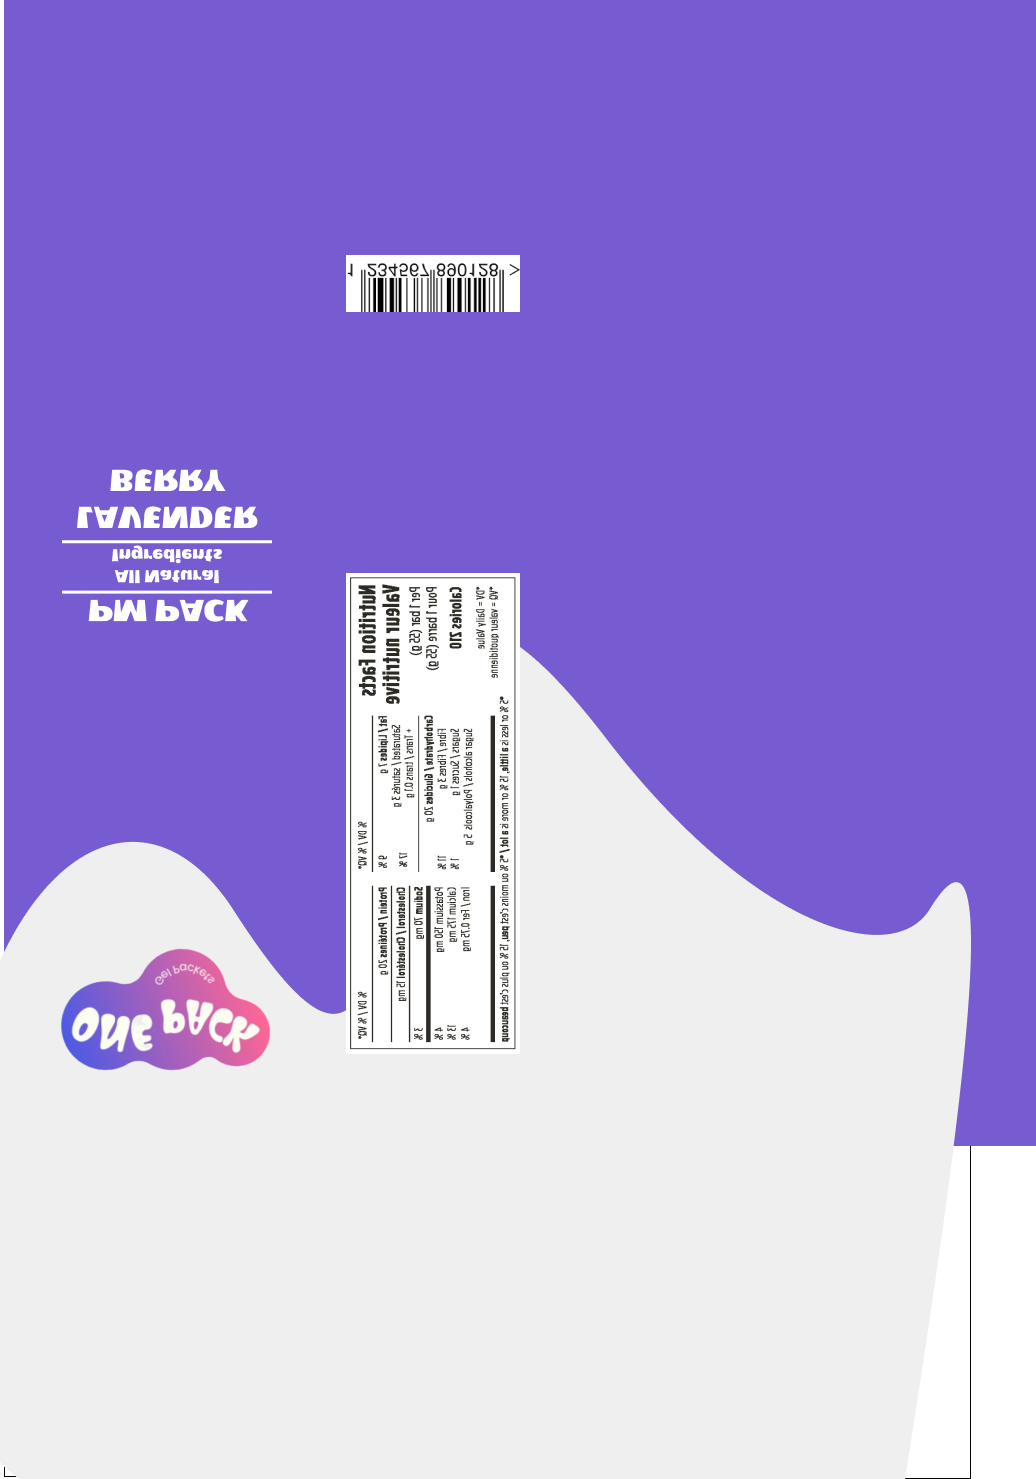 ONE PACK
Gel Packets
PM PACK
All Natural
Ingredients
LAVENDER
BERRY
Nutrition Facts
Valeur nutritive
Per 1 bar (55 g)
Pour 1 barre (55 g)
Calories 210
*DV = Daily Value
*VQ = valeur quotidienne
% DV / % VQ*
Fat / Lipides 7 g 9 %
Saturated / saturés 3 g
+ Trans / trans 0.1 g 17 %
Carbohydrate / Glucides 20 g
Fibre / Fibres 3 g 11 %
Sugars / Sucres 1 g 1 %
Sugar alcohols / Polyalcools 5 g
% DV / % VQ*
Protein / Protéines 20 g
Cholesterol / Cholestérol 15 mg
Sodium 70 mg 3 %
Potassium 150 mg 4 %
Calcium 175 mg 13 %
Iron / Fer 0.75 mg 4 %
*5 % or less is a little, 15 % or more is a lot / *5 % ou moins c'est peu, 15 % ou plus c'est beaucoup
1 234567 890128 >